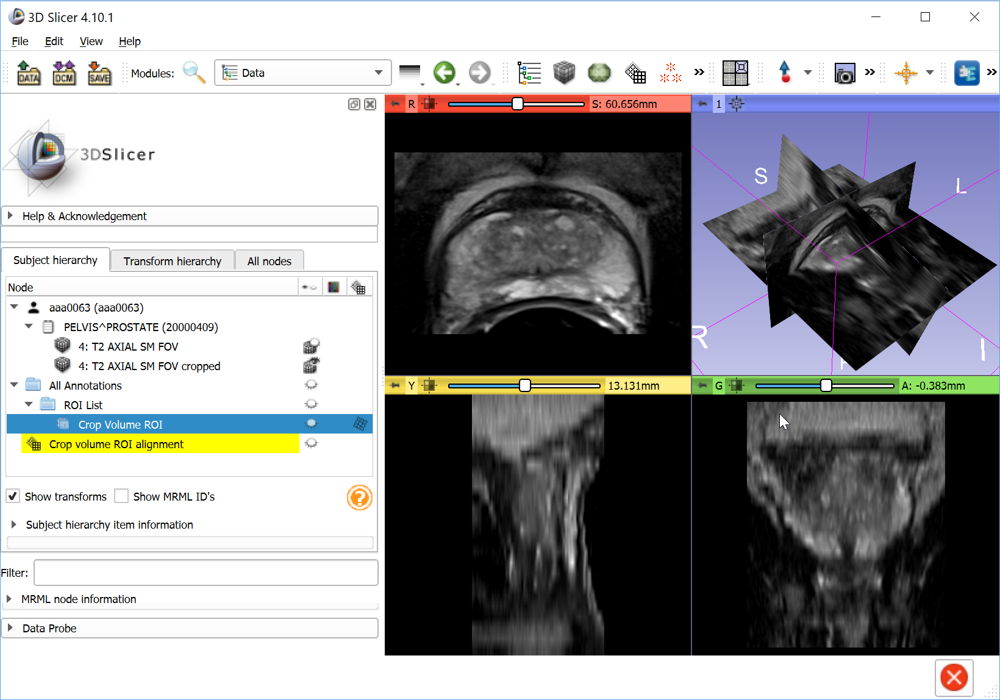 3D Slicer 4.10.1
File Edit View Help
DATA DCM SAVE Modules: Data
R S: 60.656mm 1
3DSlicer
S L
Help & Acknowledgement
Subject hierarchy Transform hierarchy All nodes
Node
aaa0063 (aaa0063)
PELVIS^PROSTATE (20000409)
R I
4: T2 AXIAL SM FOV
4: T2 AXIAL SM FOV cropped
Y 13.131mm G A: -0.383mm
All Annotations
ROI List
Crop Volume ROI
Crop volume ROI alignment
Show transforms Show MRML ID's
Subject hierarchy item information
Filter:
MRML node information
Data Probe